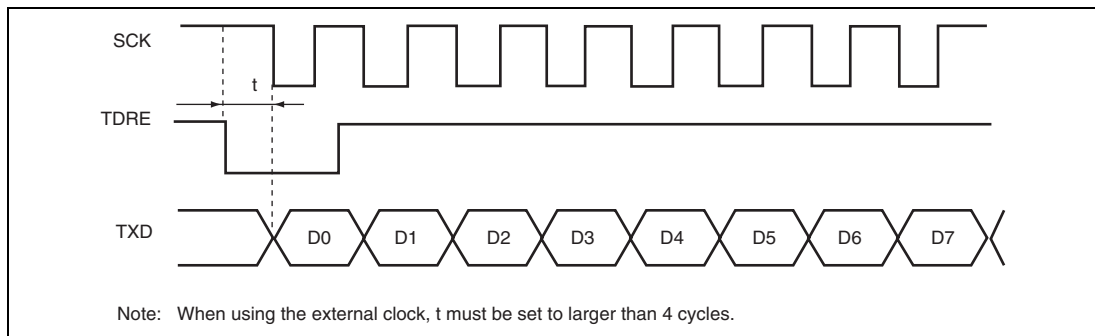 SCK
t
TDRE
TXD
D0 D1 D2 D3 D4 D5 D6 D7
Note: When using the external clock, t must be set to larger than 4 cycles.